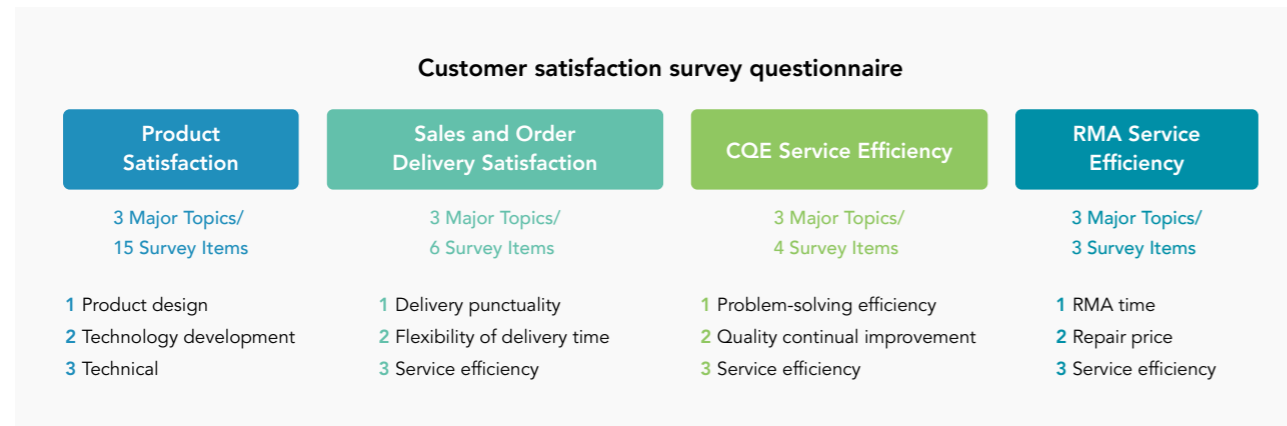 Customer satisfaction survey questionnaire
Product
Satisfaction
3 Major Topics/
15 Survey Items
1 Product design
2 Technology development
3 Technical
Sales and Order
Delivery Satisfaction
3 Major Topics/
6 Survey Items
1 Delivery punctuality
2 Flexibility of delivery time
3 Service efficiency
CQE Service Efficiency
3 Major Topics/
4 Survey Items
1 Problem-solving efficiency
2 Quality continual improvement
3 Service efficiency
RMA Service
Efficiency
3 Major Topics/
3 Survey Items
1 RMA time
2 Repair price
3 Service efficiency